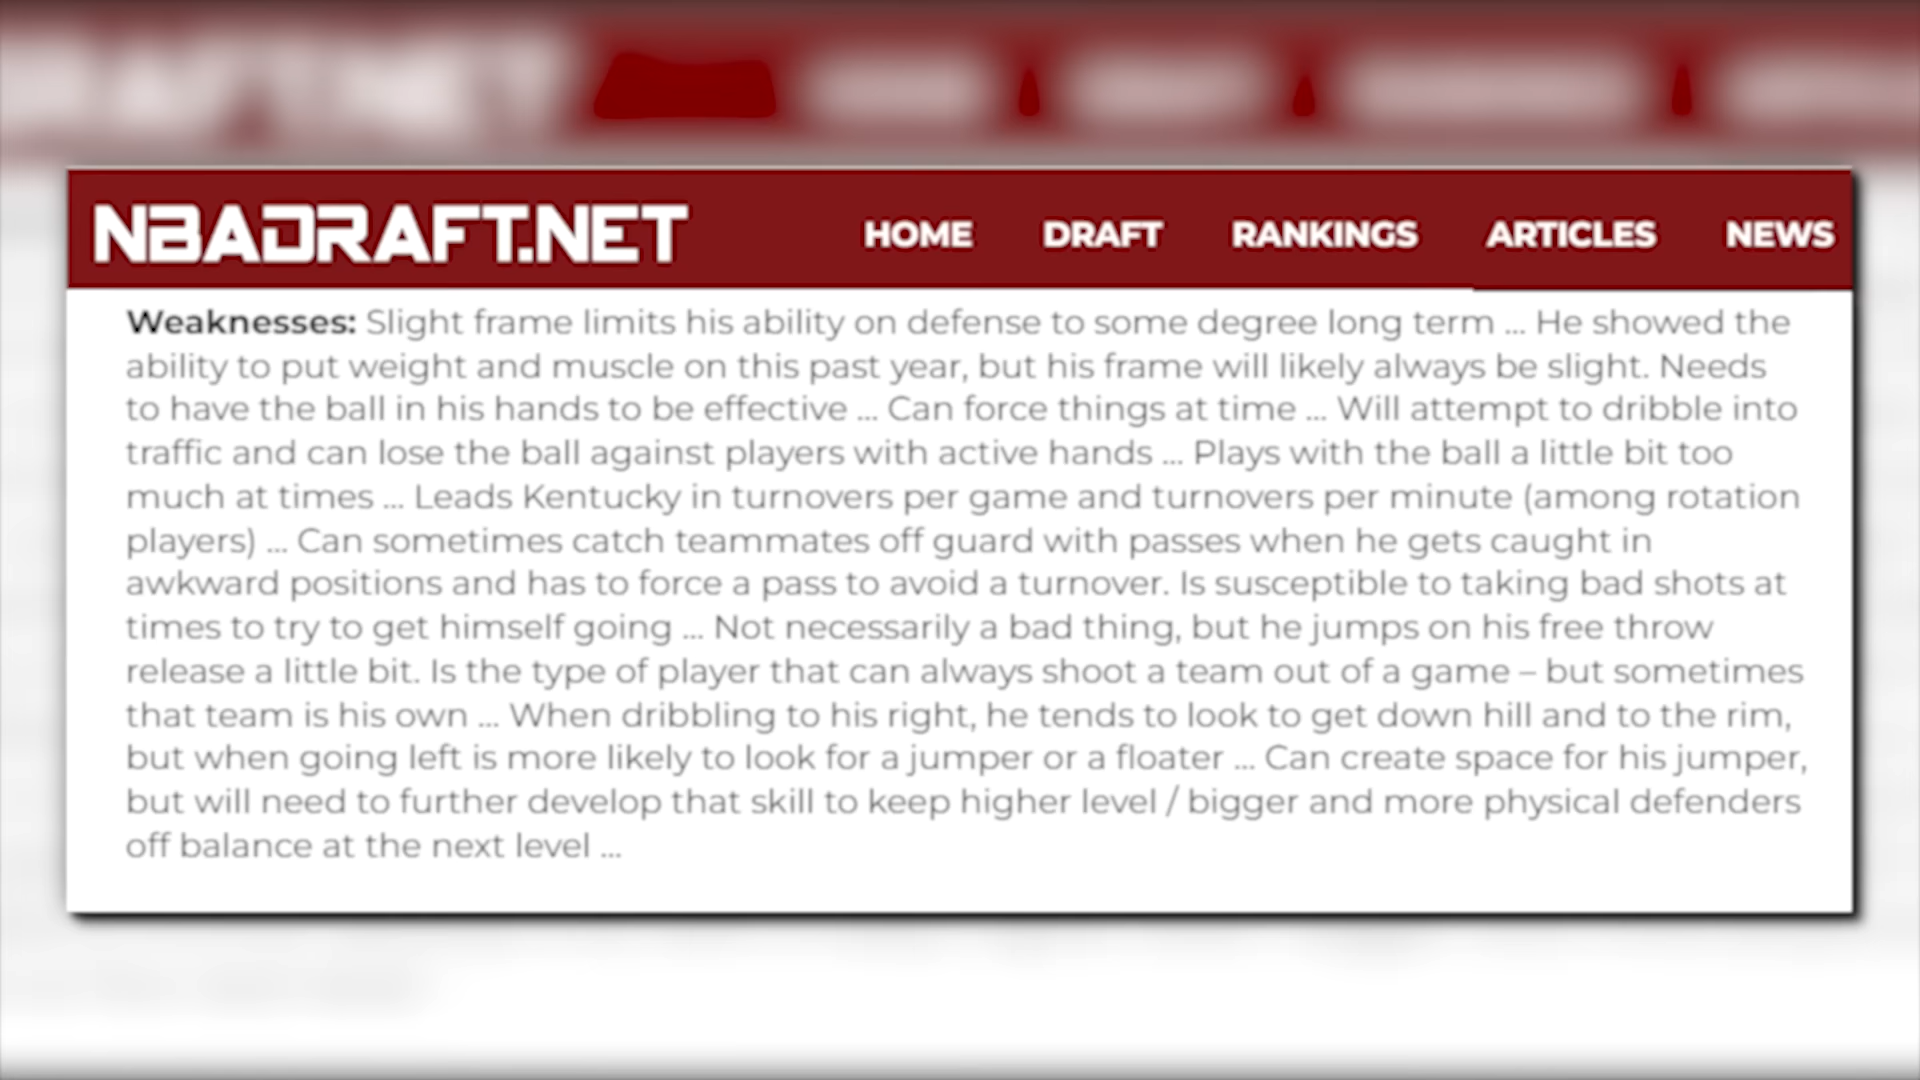 NBADRAFT.NET HOME DRAFT RANKINGS ARTICLES NEWS
Weaknesses: Slight frame limits his ability on defense to some degree long term ... He showed the
ability to put weight and muscle on this past year, but his frame will likely always be slight. Needs
to have the ball in his hands to be effective ... Can force things at time ... Will attempt to dribble into
traffic and can lose the ball against players with active hands ... Plays with the ball a little bit too
much at times ... Leads Kentucky in turnovers per game and turnovers per minute (among rotation
players) ... Can sometimes catch teammates off guard with passes when he gets caught in
awkward positions and has to force a pass to avoid a turnover. Is susceptible to taking bad shots at
times to try to get himself going ... Not necessarily a bad thing, but he jumps on his free throw
release a little bit. Is the type of player that can always shoot a team out of a game – but sometimes
that team is his own ... When dribbling to his right, he tends to look to get down hill and to the rim,
but when going left is more likely to look for a jumper or a floater ... Can create space for his jumper,
but will need to further develop that skill to keep higher level / bigger and more physical defenders
off balance at the next level ...